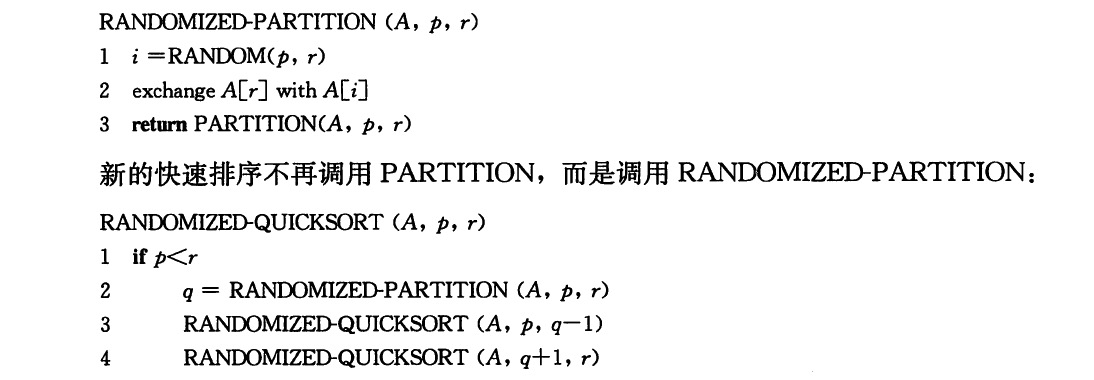 RANDOMIZED-PARTITION (A, p, r)
1 i =RANDOM(p, r)
2 exchange A[r] with A[i]
3 return PARTITION(A, p, r)
新的快速排序不再调用 PARTITION，而是调用 RANDOMIZED-PARTITION：
RANDOMIZED-QUICKSORT (A, p, r)
1 if p<r
2 q = RANDOMIZED-PARTITION (A, p, r)
3 RANDOMIZED-QUICKSORT (A, p, q−1)
4 RANDOMIZED-QUICKSORT (A, q+1, r)